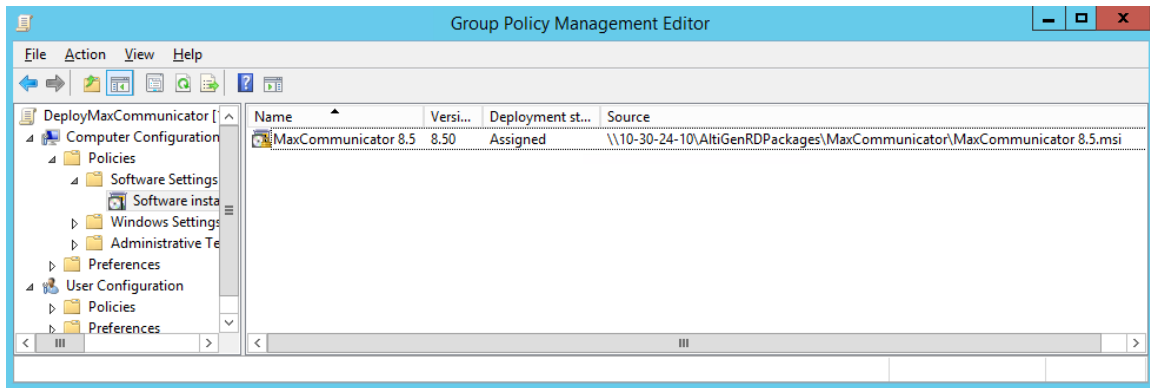 Group Policy Management Editor
File Action View Help
DeployMaxCommunicator [
Computer Configuration
Policies
Software Settings
Software insta
Windows Settings
Administrative Te
Preferences
User Configuration
Policies
Preferences
Name Versi... Deployment st... Source
MaxCommunicator 8.5 8.50 Assigned \\10-30-24-10\AltiGenRDPackages\MaxCommunicator\MaxCommunicator 8.5.msi